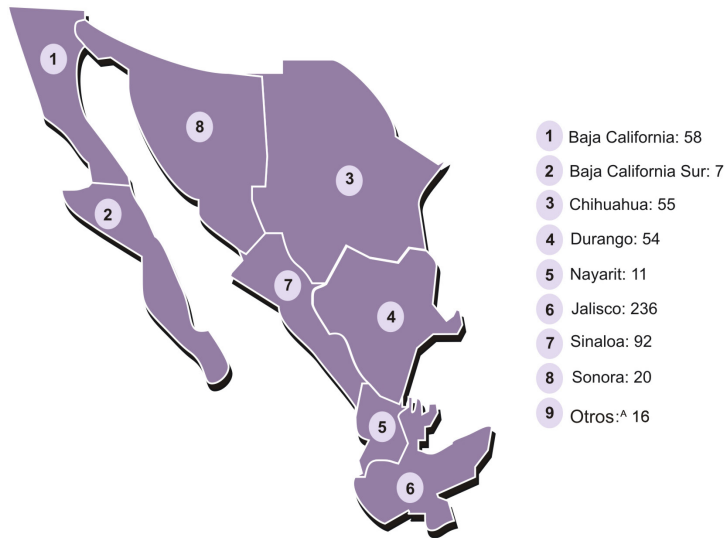 1
8
3
2
7
4
5
6
1 Baja California: 58
2 Baja California Sur: 7
3 Chihuahua: 55
4 Durango: 54
5 Nayarit: 11
6 Jalisco: 236
7 Sinaloa: 92
8 Sonora: 20
9 Otros:ᴬ 16